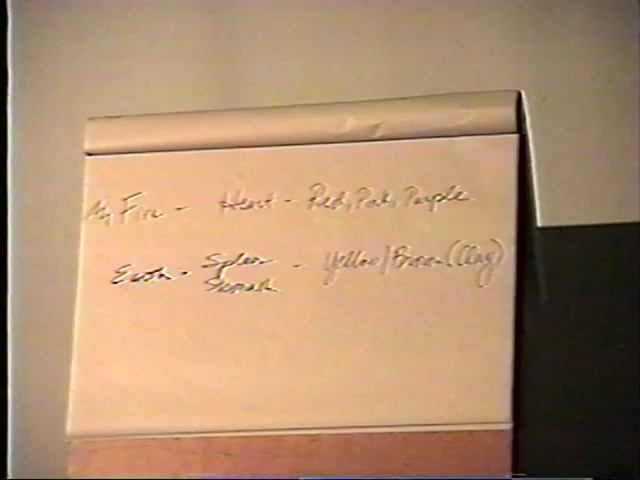 Fire - Heart - Red, Pink, Purple
Earth - Spleen - Yellow/Brown (Clay)
Stomach